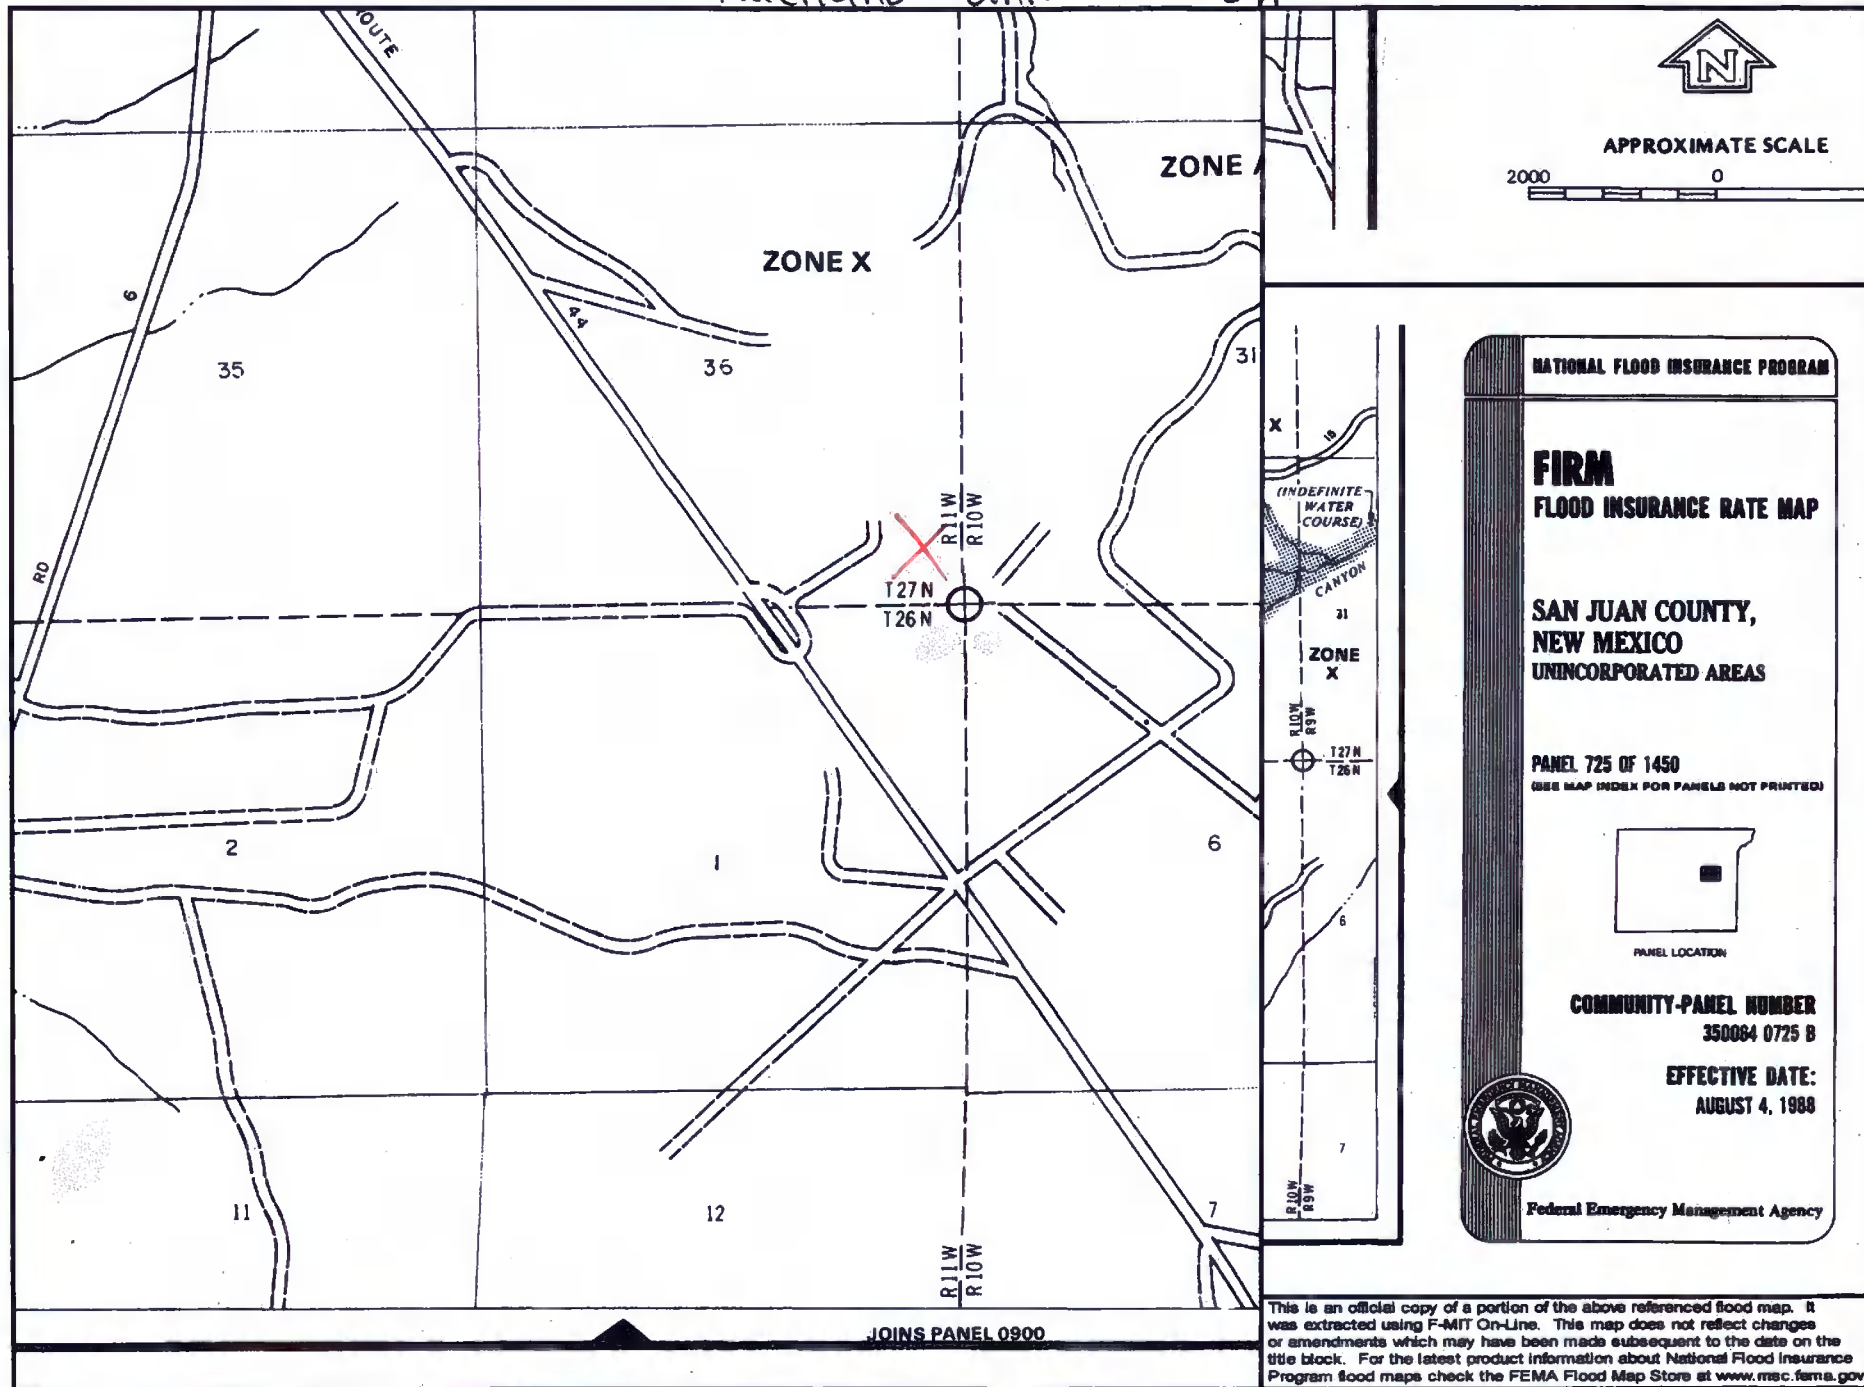 ROUTE
ZONE
ZONE X
6
44
35
36
31
R11W
R10W
T27N
T26N
RD
2
1
6
11
12
7
R11W
R10W
JOINS PANEL 0900
X
18
(INDEFINITE
WATER
COURSE)
CANYON
31
ZONE
X
R10W
R9W
T27N
T26N
6
7
R10W
R9W
N
APPROXIMATE SCALE
2000 0
NATIONAL FLOOD INSURANCE PROGRAM
FIRM
FLOOD INSURANCE RATE MAP
SAN JUAN COUNTY,
NEW MEXICO
UNINCORPORATED AREAS
PANEL 725 OF 1450
(SEE MAP INDEX FOR PANELS NOT PRINTED)
PANEL LOCATION
COMMUNITY-PANEL NUMBER
350064 0725 B
EFFECTIVE DATE:
AUGUST 4, 1988
Federal Emergency Management Agency
This is an official copy of a portion of the above referenced flood map. It
was extracted using F-MIT On-Line. This map does not reflect changes
or amendments which may have been made subsequent to the date on the
title block. For the latest product information about National Flood Insurance
Program flood maps check the FEMA Flood Map Store at www.msc.fema.gov